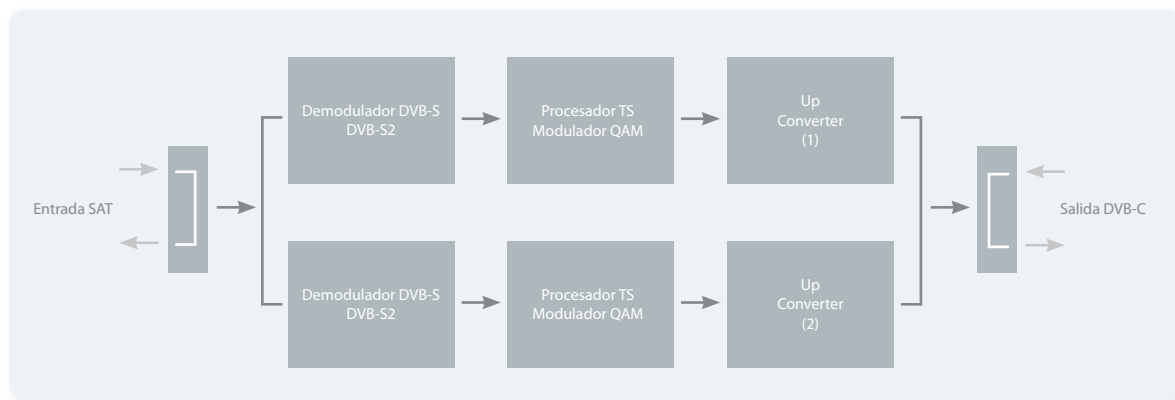 Entrada SAT
Demodulador DVB-S
DVB-S2
Procesador TS
Modulador QAM
Up
Converter
(1)
Demodulador DVB-S
DVB-S2
Procesador TS
Modulador QAM
Up
Converter
(2)
Salida DVB-C